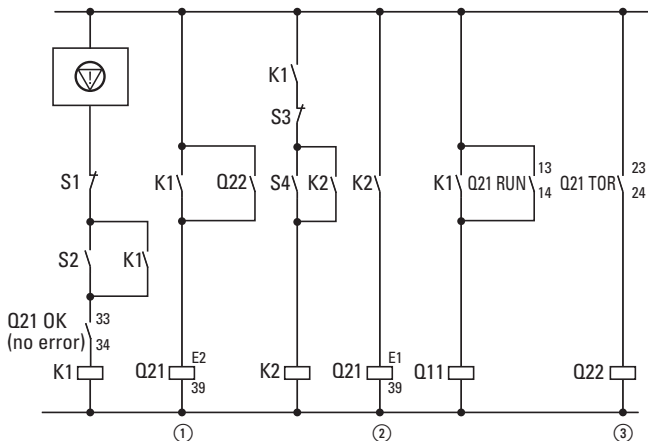 K1
S3
S1
K1
Q22
S4
K2
K2
K1
Q21 RUN
13
14
Q21 TOR
23
24
S2
K1
Q21 OK
(no error)
33
34
K1
Q21
E2
39
K2
Q21
E1
39
Q11
Q22
1
2
3